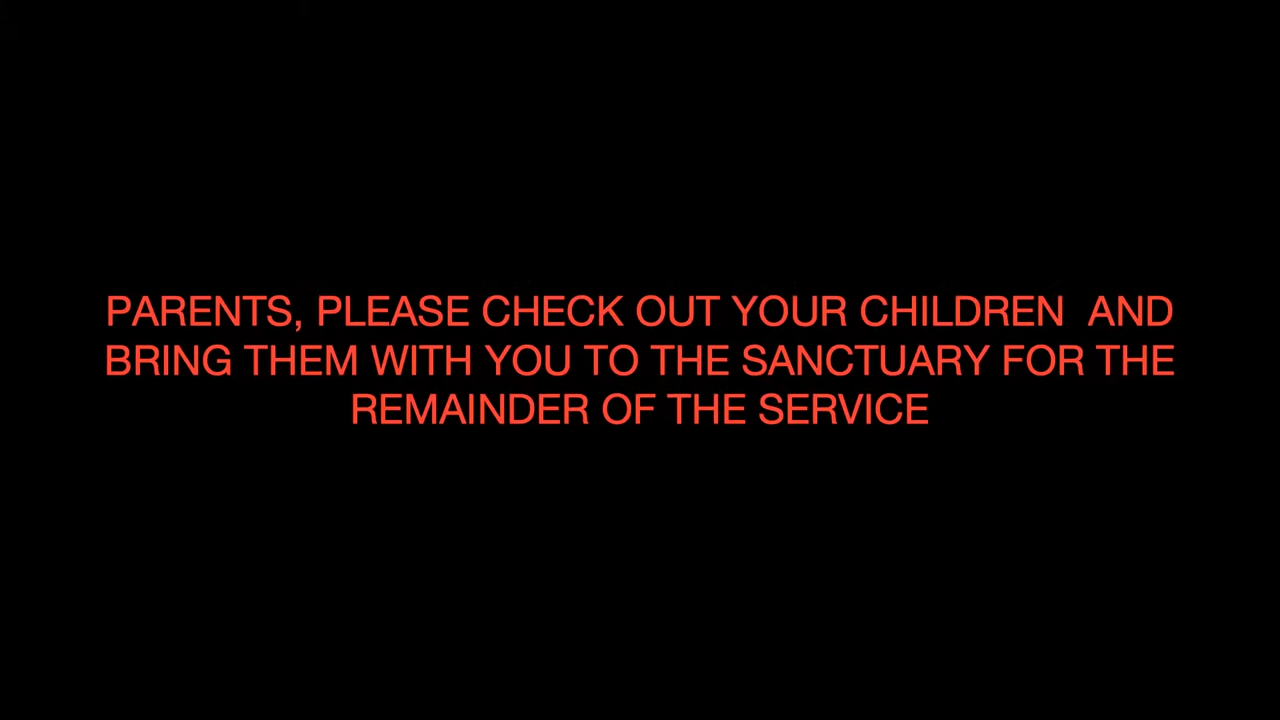 PARENTS, PLEASE CHECK OUT YOUR CHILDREN  AND
BRING THEM WITH YOU TO THE SANCTUARY FOR THE
REMAINDER OF THE SERVICE